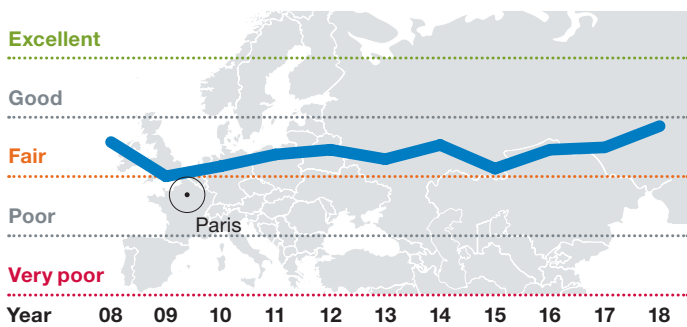 Excellent
Good
Fair
Poor
Paris
Very poor
Year 08 09 10 11 12 13 14 15 16 17 18